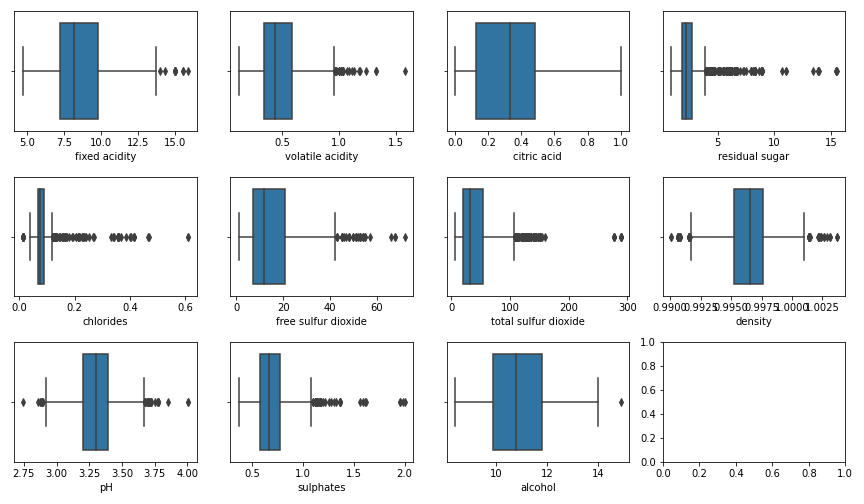 5.0 7.5 10.0 12.5 15.0
fixed acidity
0.5 1.0 1.5
volatile acidity
0.0 0.2 0.4 0.6 0.8 1.0
citric acid
5 10 15
residual sugar
0.0 0.2 0.4 0.6
chlorides
0 20 40 60
free sulfur dioxide
0 100 200 300
total sulfur dioxide
0.9900 0.9925 0.9950 0.9975 1.0000 1.0025
density
2.75 3.00 3.25 3.50 3.75 4.00
pH
0.5 1.0 1.5 2.0
sulphates
10 12 14
alcohol
1.0
0.8
0.6
0.4
0.2
0.0
0.0 0.2 0.4 0.6 0.8 1.0